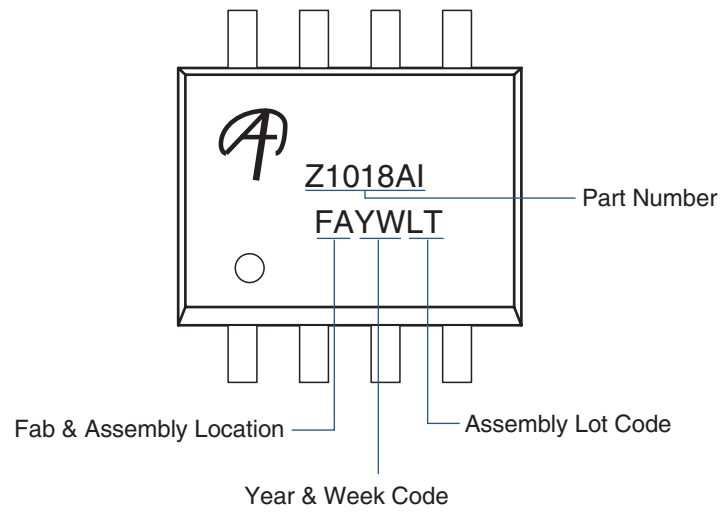 Z1018AI
Part Number
FAYWLT
Fab & Assembly Location
Assembly Lot Code
Year & Week Code